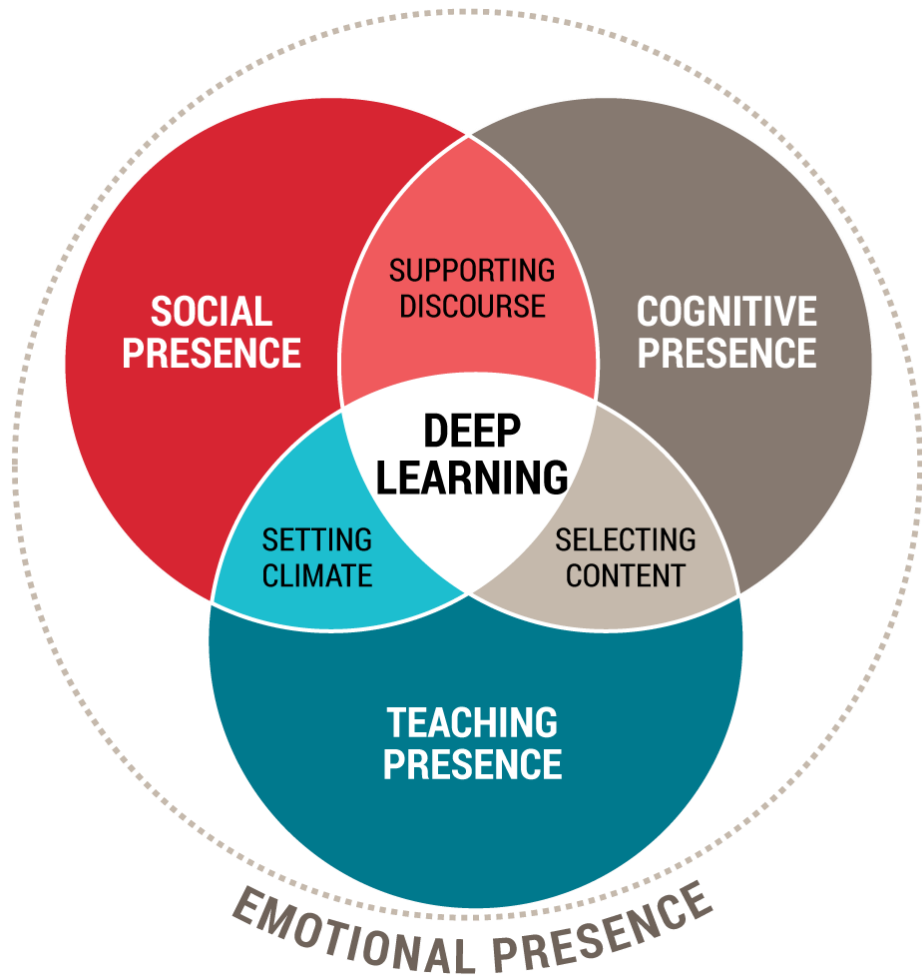 SUPPORTING
DISCOURSE
SOCIAL
PRESENCE
COGNITIVE
PRESENCE
DEEP
LEARNING
SETTING
CLIMATE
SELECTING
CONTENT
TEACHING
PRESENCE
EMOTIONAL PRESENCE